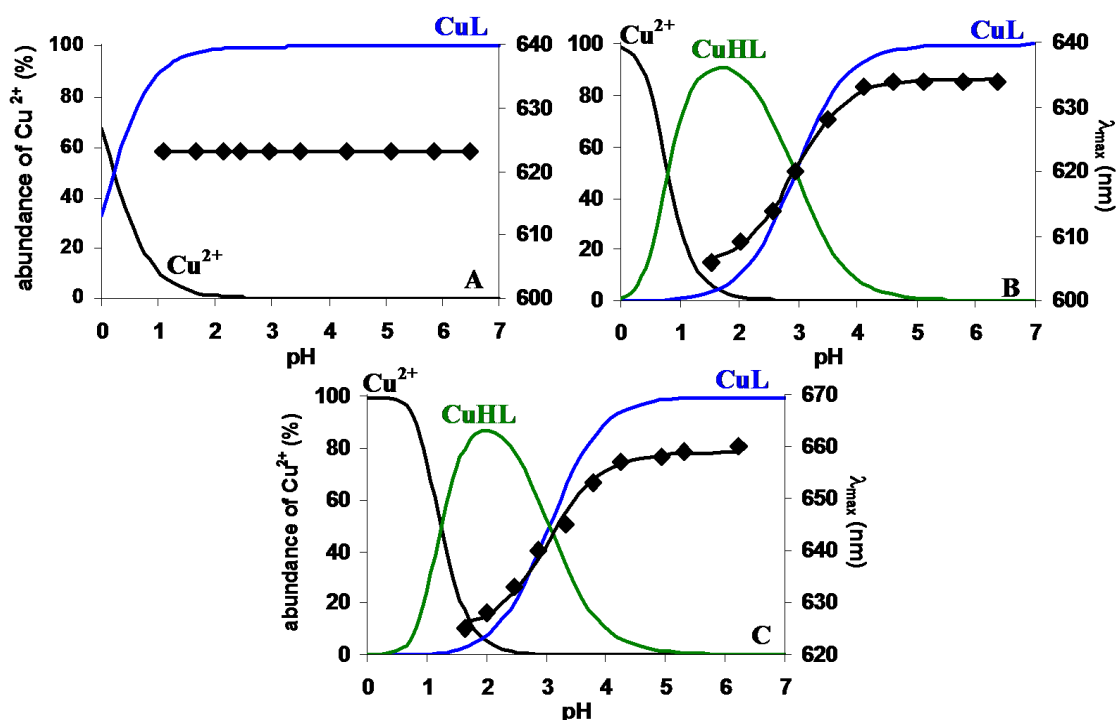 CuL
100
80
60
40
20
0
abundance of Cu 2+ (%)
Cu2+
A
640
630
620
610
600
0 1 2 3 4 5 6 7
pH
Cu2+
CuHL
CuL
100
80
60
40
20
0
B
640
630
620
610
600
λmax (nm)
0 1 2 3 4 5 6 7
pH
Cu2+
CuHL
CuL
100
80
60
40
20
0
abundance of Cu2+ (%)
C
670
660
650
640
630
620
λmax (nm)
0 1 2 3 4 5 6 7
pH